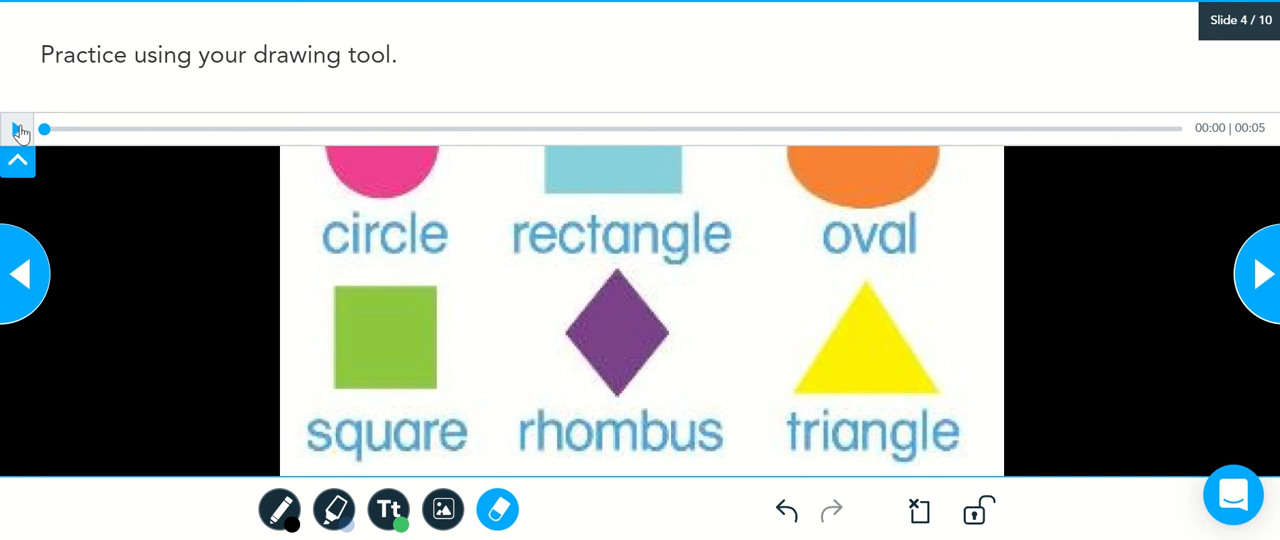 Slide 4 / 10
Practice using your drawing tool.
00:00 | 00:05
circle rectangle oval
square rhombus triangle
Tt